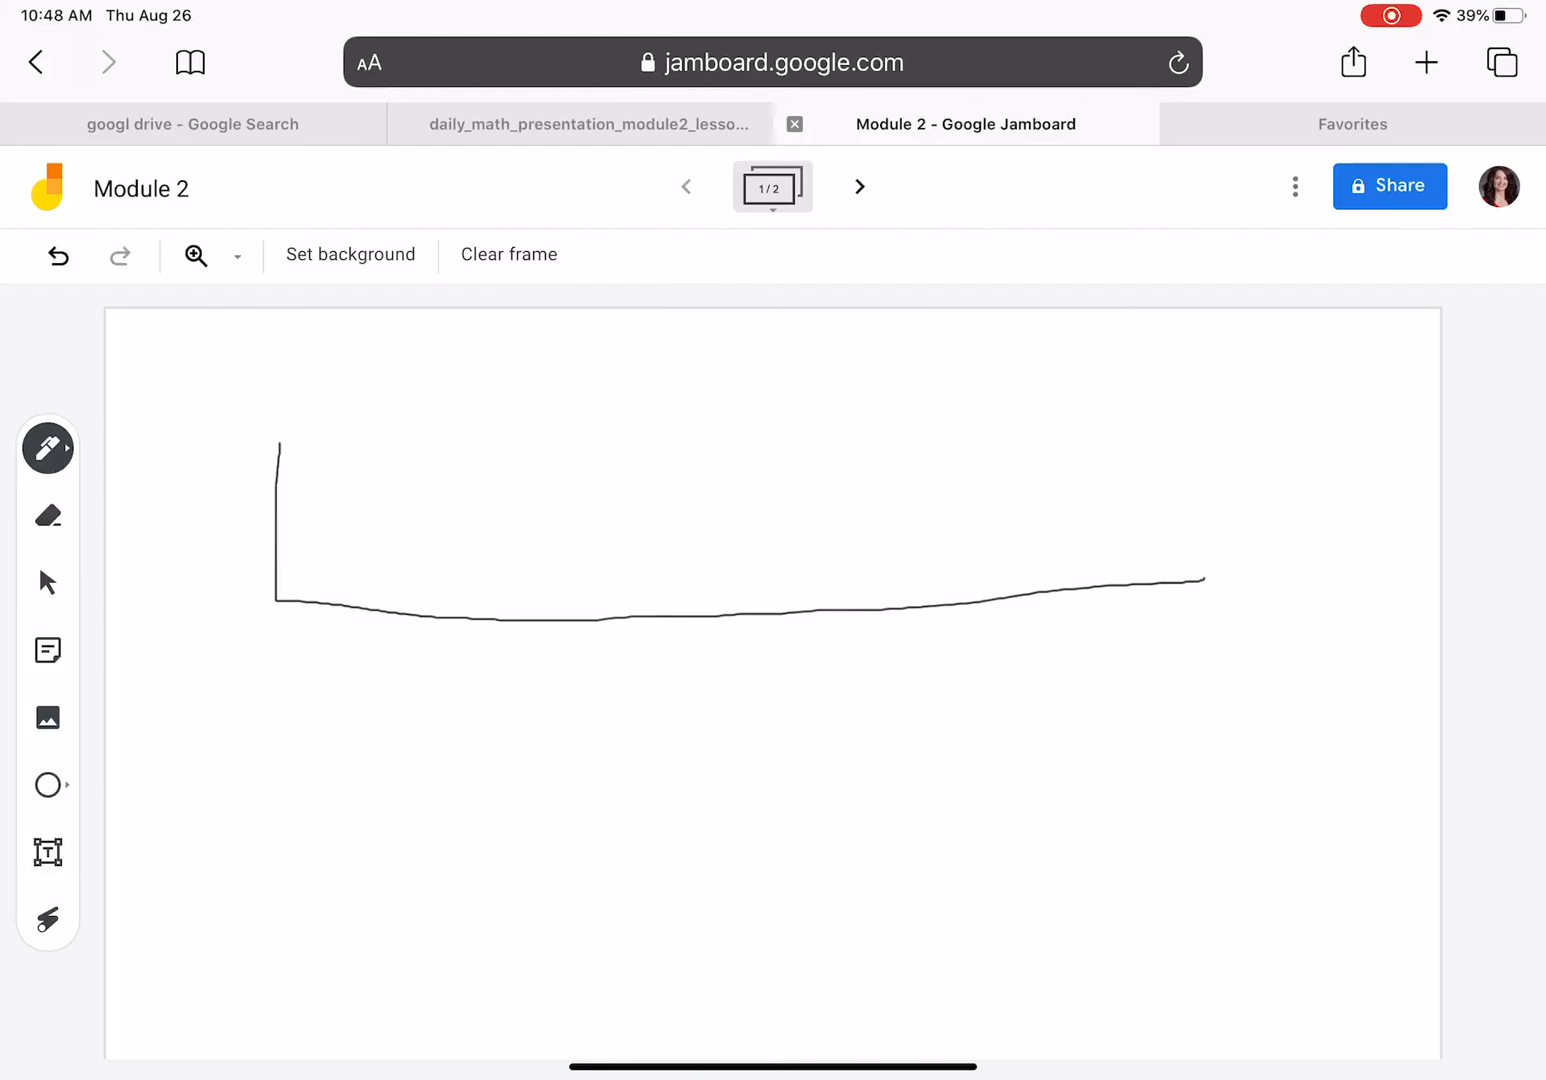 10:48 AM Thu Aug 26
39%
AA jamboard.google.com
googl drive - Google Search
daily_math_presentation_module2_lesso...
Module 2 - Google Jamboard
Favorites
Module 2
1 / 2
Share
Set background
Clear frame
T